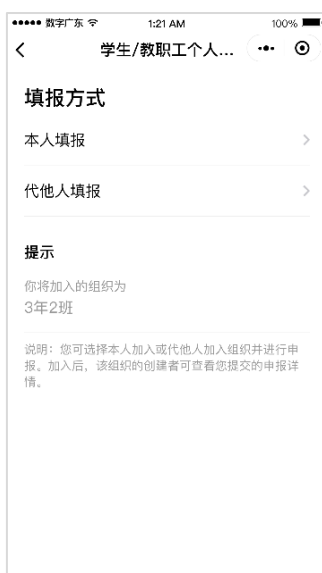 数字广东 1:21 AM 100%
学生/教职工个人...
填报方式
本人填报
代他人填报
提示
你将加入的组织为
3年2班
说明：您可选择本人加入或代他人加入组织并进行申
报。加入后，该组织的创建者可查看您提交的申报详
情。